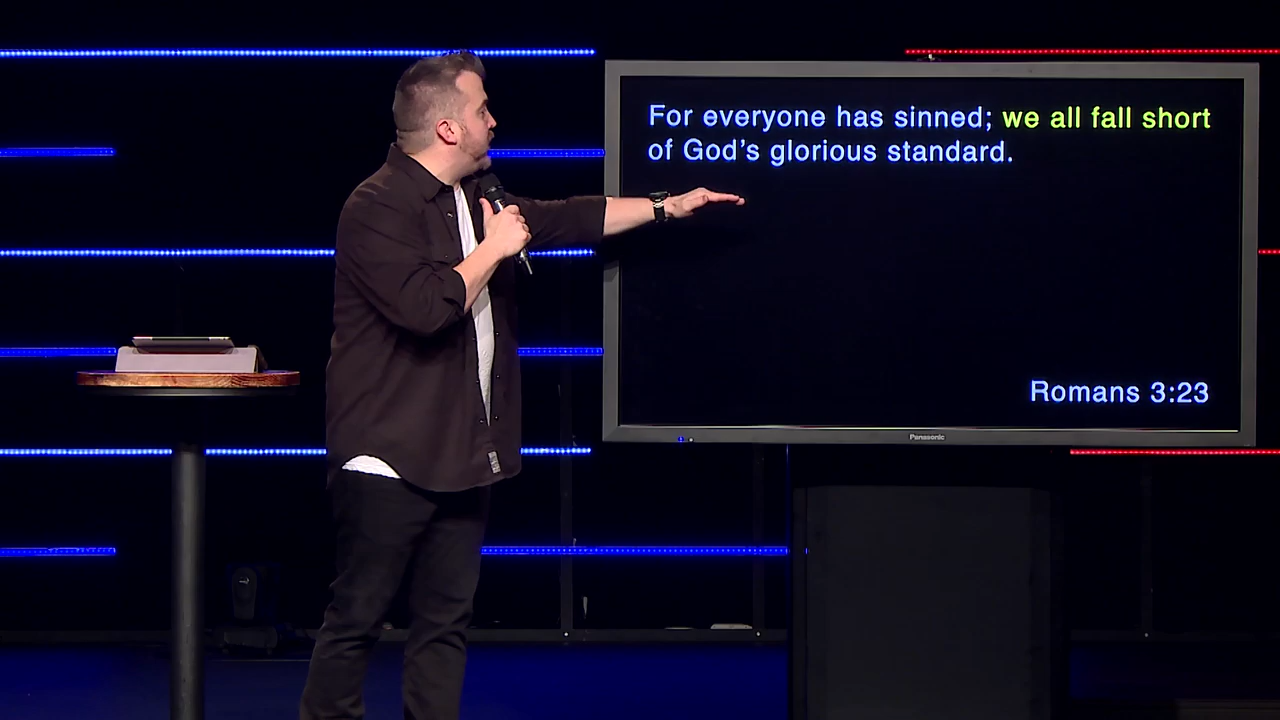 For everyone has sinned; we all fall short
of God's glorious standard.
Romans 3:23
Panasonic